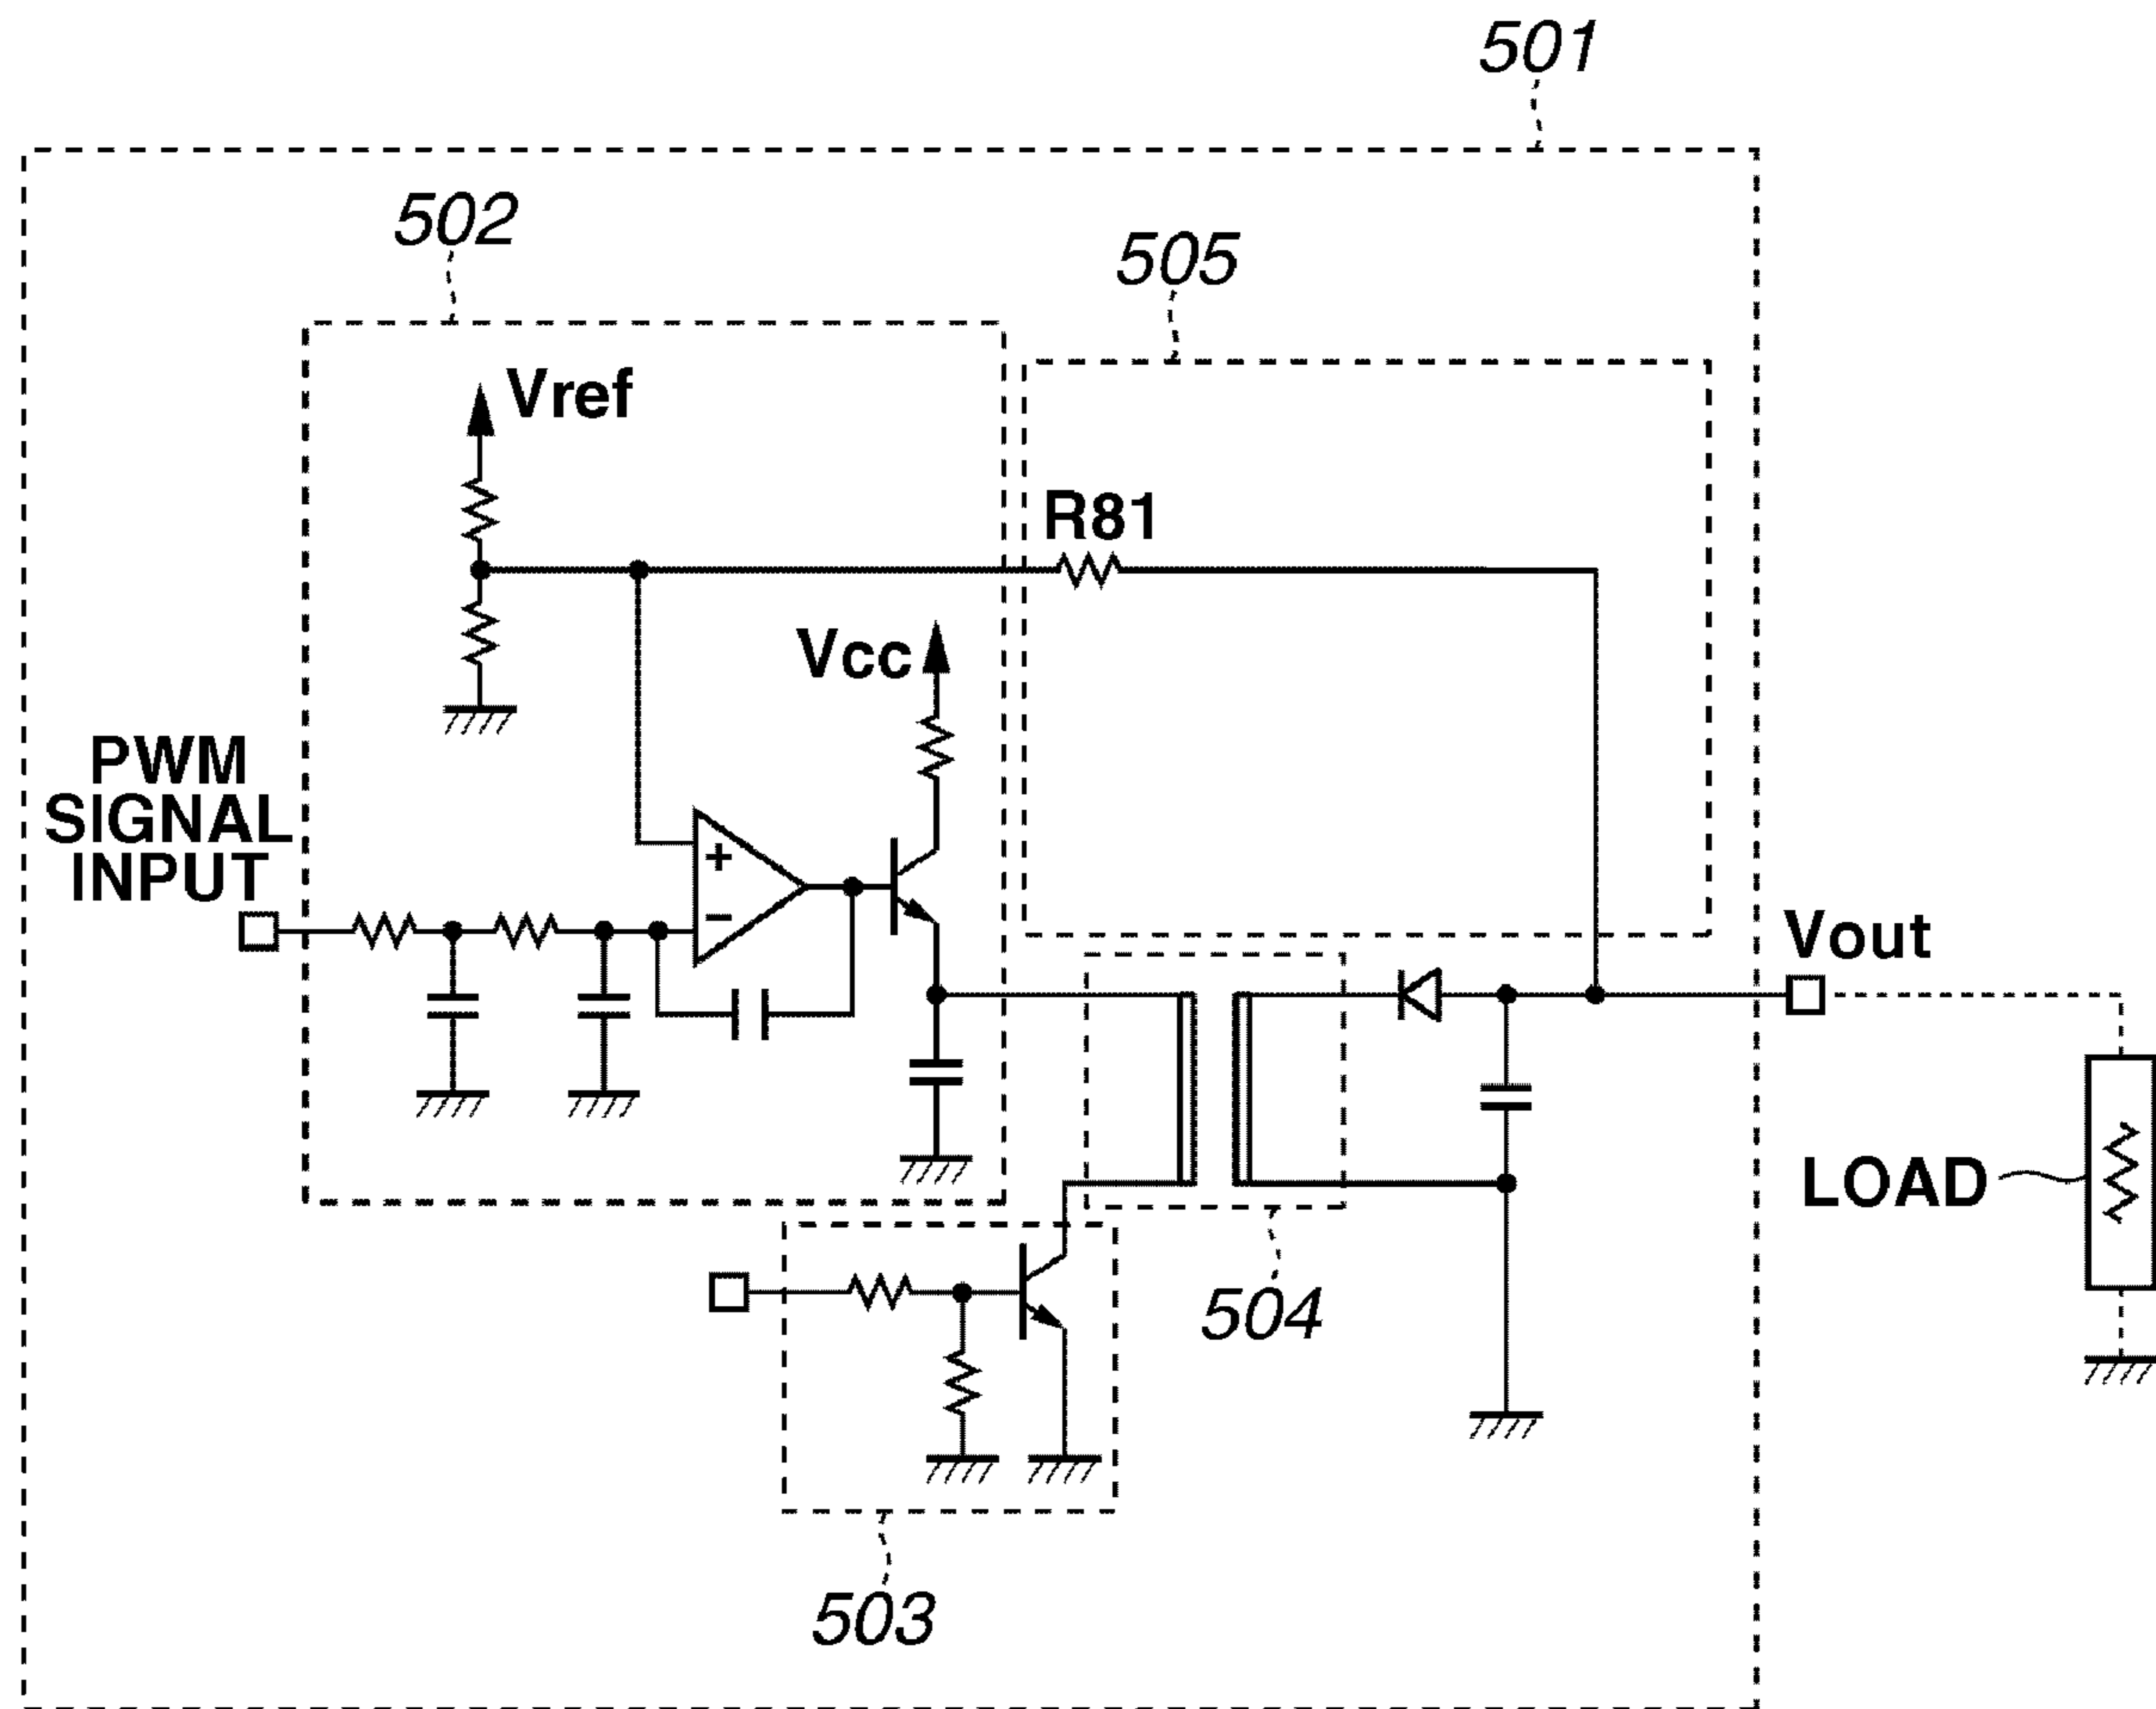 501
502
505
Vref
R81
Vcc
PWM
SIGNAL
INPUT
+
−
Vout
LOAD
504
503